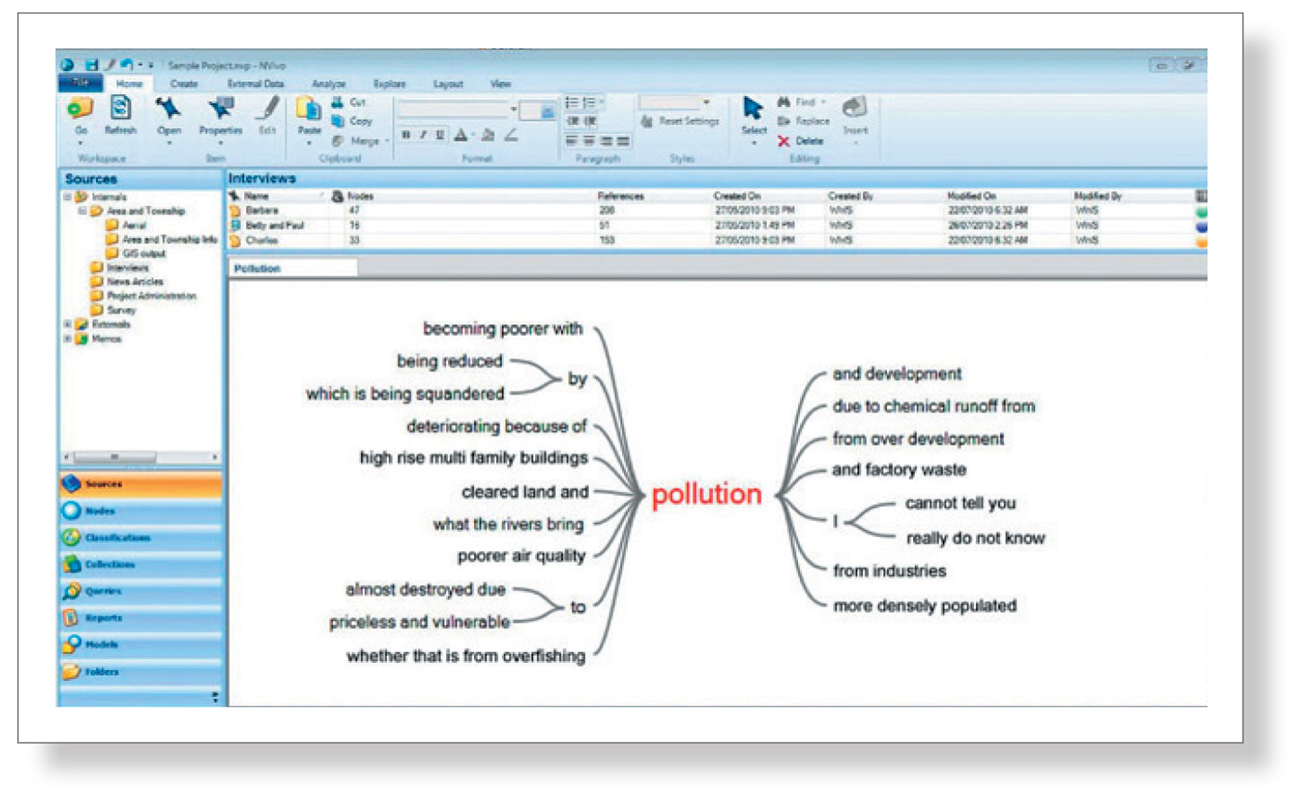 Sample Project.nvp - NVivo
File Home Create External Data Analyze Explore Layout View
Go Refresh Open Properties Edit Paste Cut Copy Merge
B I U A
Reset Settings Select Find Replace Delete Insert
Workspace Item Clipboard Format Paragraph Styles Editing
Sources
Internals
Area and Township
Aerial
Area and Township Info
GIS output
Interviews
News Articles
Project Administration
Survey
Externals
Memos
Sources
Nodes
Classifications
Collections
Queries
Reports
Models
Folders
Interviews
Name Nodes References Created On Created By Modified On Modified By
Barbara 47 206 27/05/2010 9:03 PM WWS 22/07/2010 6:32 AM WWS
Betty and Paul 16 51 27/05/2010 1:49 PM WWS 26/07/2010 2:26 PM WWS
Charles 33 153 27/05/2010 9:03 PM WWS 22/07/2010 6:32 AM WWS
Pollution
becoming poorer with
being reduced
which is being squandered
by
deteriorating because of
high rise multi family buildings
cleared land and
what the rivers bring
poorer air quality
almost destroyed due
priceless and vulnerable
to
whether that is from overfishing
pollution
and development
due to chemical runoff from
from over development
and factory waste
I
cannot tell you
really do not know
from industries
more densely populated